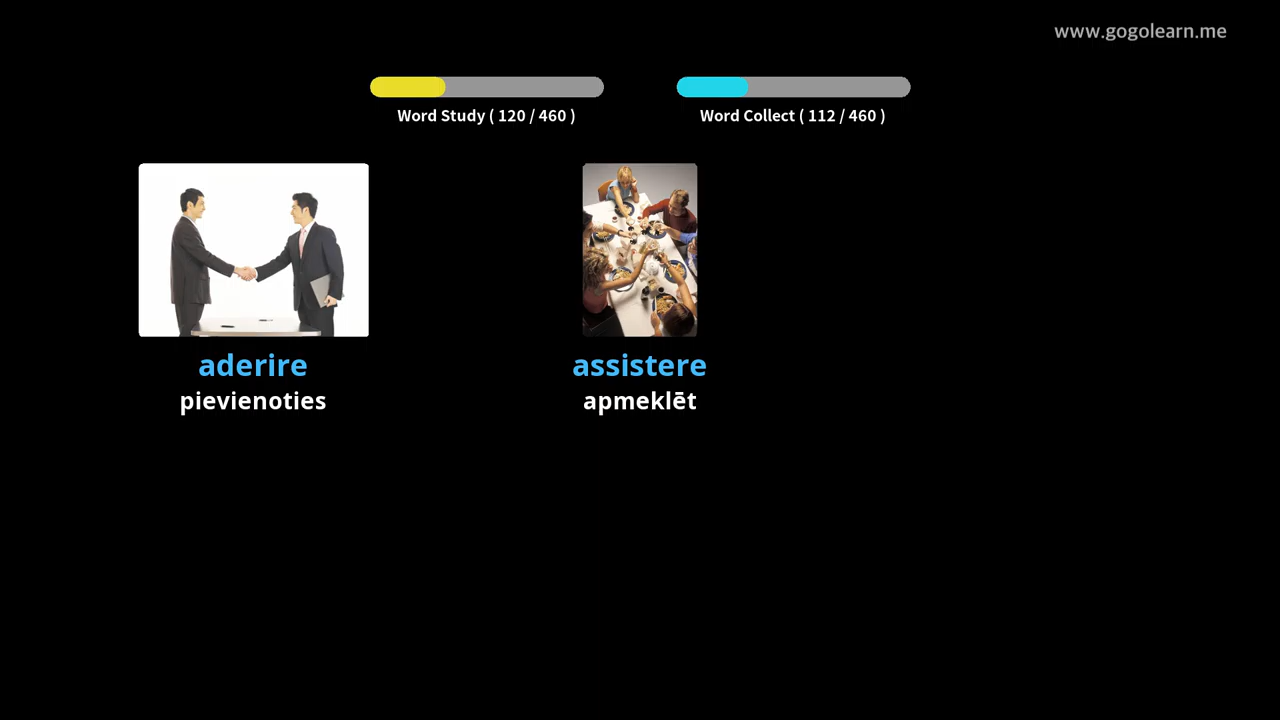 www.gogolearn.me
Word Study ( 120 / 460 )
Word Collect ( 112 / 460 )
aderire
pievienoties
assistere
apmeklēt